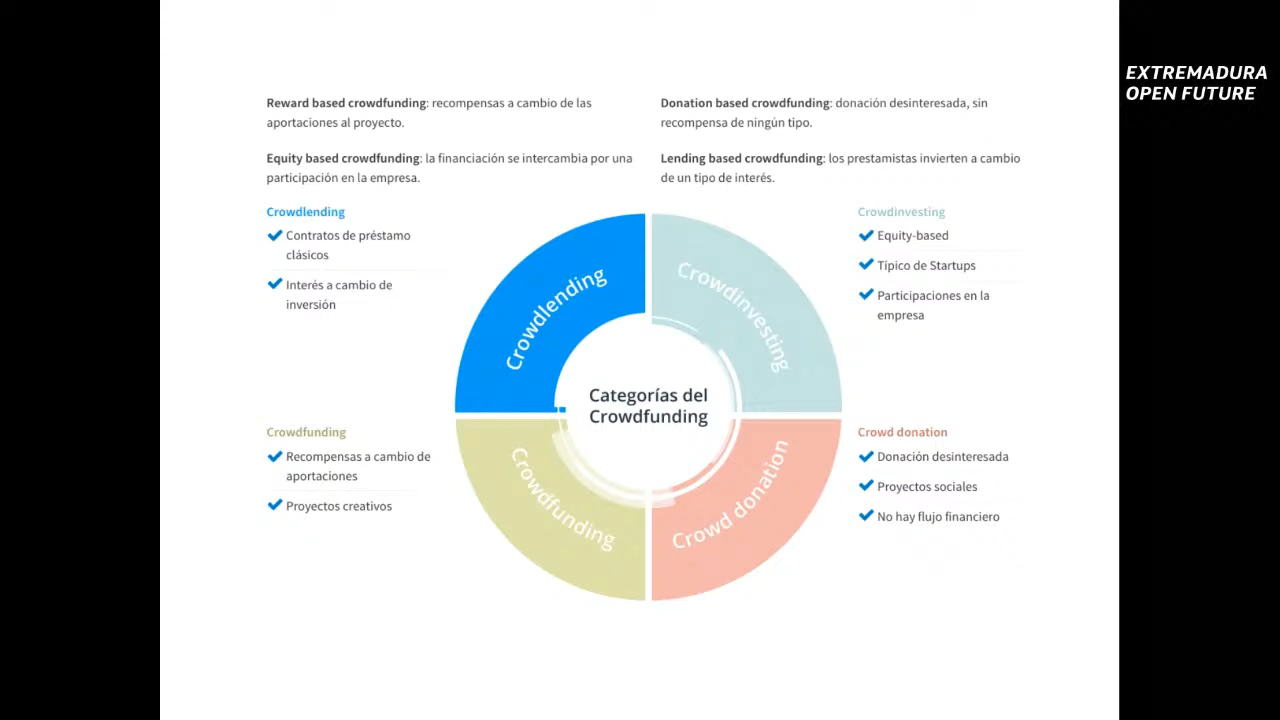 EXTREMADURA
OPEN FUTURE
Reward based crowdfunding: recompensas a cambio de las
aportaciones al proyecto.
Equity based crowdfunding: la financiación se intercambia por una
participación en la empresa.
Donation based crowdfunding: donación desinteresada, sin
recompensa de ningún tipo.
Lending based crowdfunding: los prestamistas invierten a cambio
de un tipo de interés.
Crowdlending
Contratos de préstamo
clásicos
Interés a cambio de
inversión
Crowdinvesting
Equity-based
Típico de Startups
Participaciones en la
empresa
Crowdlending
Crowdinvesting
Categorías del
Crowdfunding
Crowdfunding
Crowd donation
Crowdfunding
Recompensas a cambio de
aportaciones
Proyectos creativos
Crowd donation
Donación desinteresada
Proyectos sociales
No hay flujo financiero